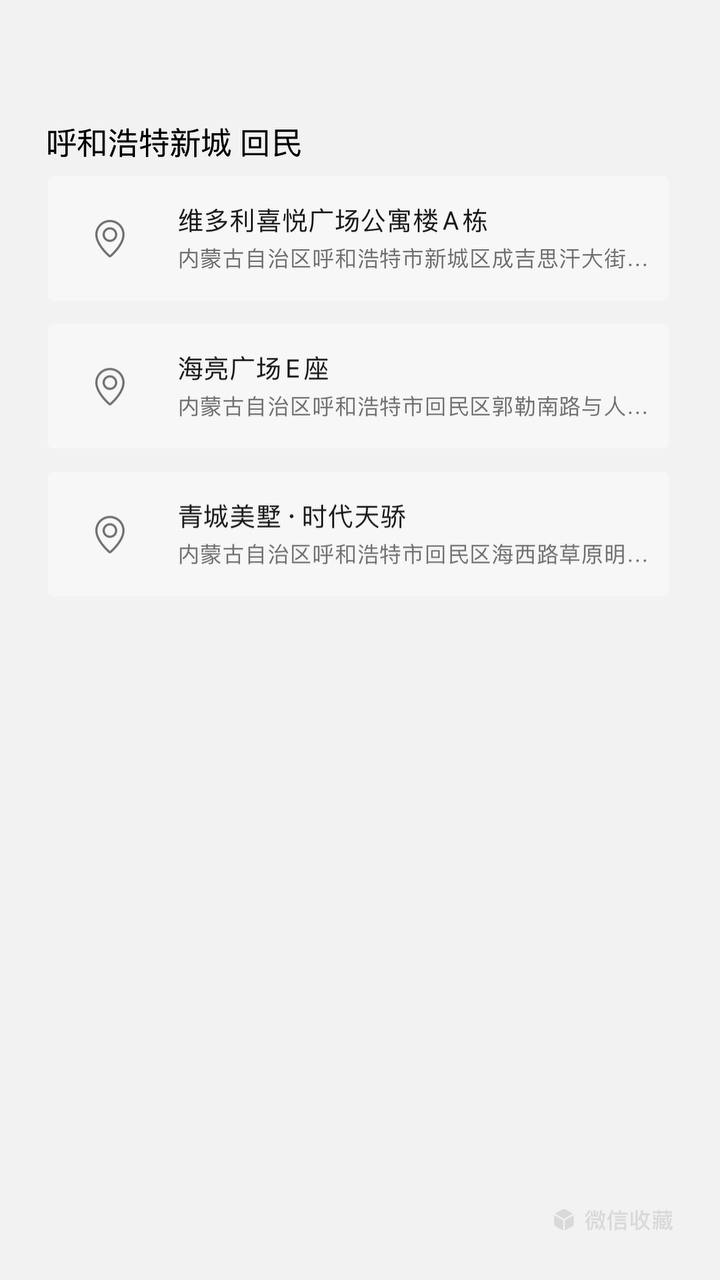 呼和浩特新城 回民
维多利喜悦广场公寓楼A栋
内蒙古自治区呼和浩特市新城区成吉思汗大街...
海亮广场E座
内蒙古自治区呼和浩特市回民区郭勒南路与人...
青城美墅·时代天骄
内蒙古自治区呼和浩特市回民区海西路草原明...
微信收藏